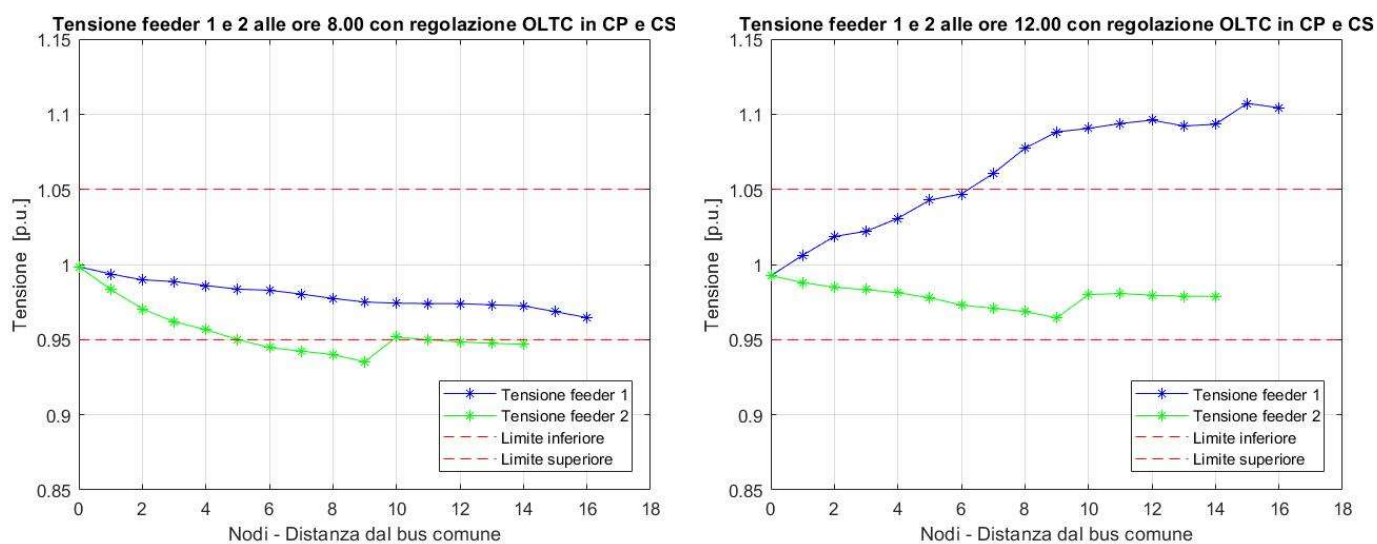 Tensione feeder 1 e 2 alle ore 8.00 con regolazione OLTC in CP e CS
1.15
1.1
1.05
1
0.95
0.9
0.85
Tensione [p.u.]
0 2 4 6 8 10 12 14 16 18
Nodi - Distanza dal bus comune
Tensione feeder 1
Tensione feeder 2
Limite inferiore
Limite superiore
Tensione feeder 1 e 2 alle ore 12.00 con regolazione OLTC in CP e CS
1.15
1.1
1.05
1
0.95
0.9
0.85
Tensione [p.u.]
0 2 4 6 8 10 12 14 16 18
Nodi - Distanza dal bus comune
Tensione feeder 1
Tensione feeder 2
Limite inferiore
Limite superiore